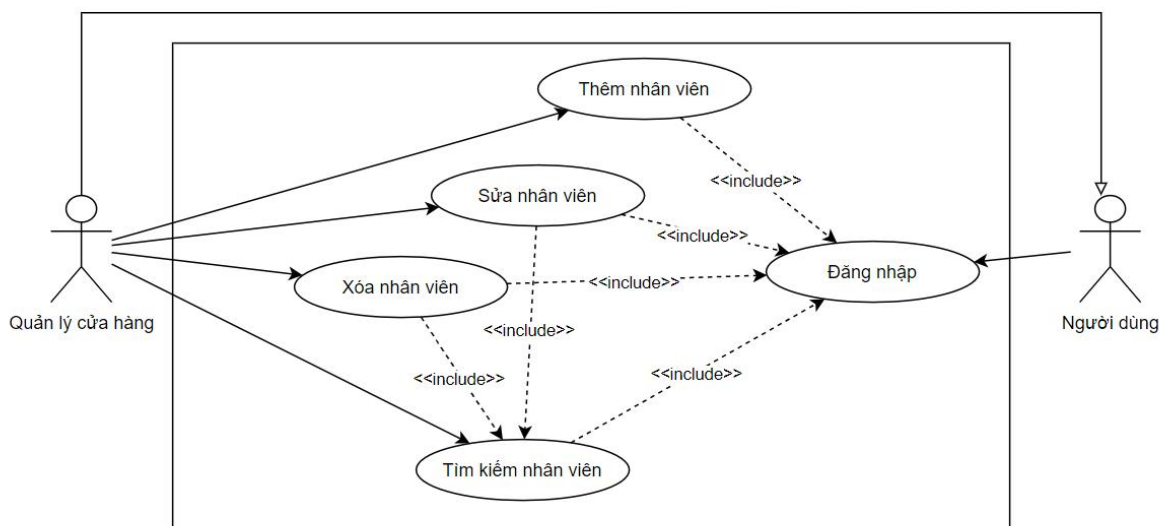 Thêm nhân viên
<<include>>
Sửa nhân viên
<<include>>
Đăng nhập
Xóa nhân viên
<<include>>
Quản lý cửa hàng
Người dùng
<<include>>
<<include>>
<<include>>
Tìm kiếm nhân viên